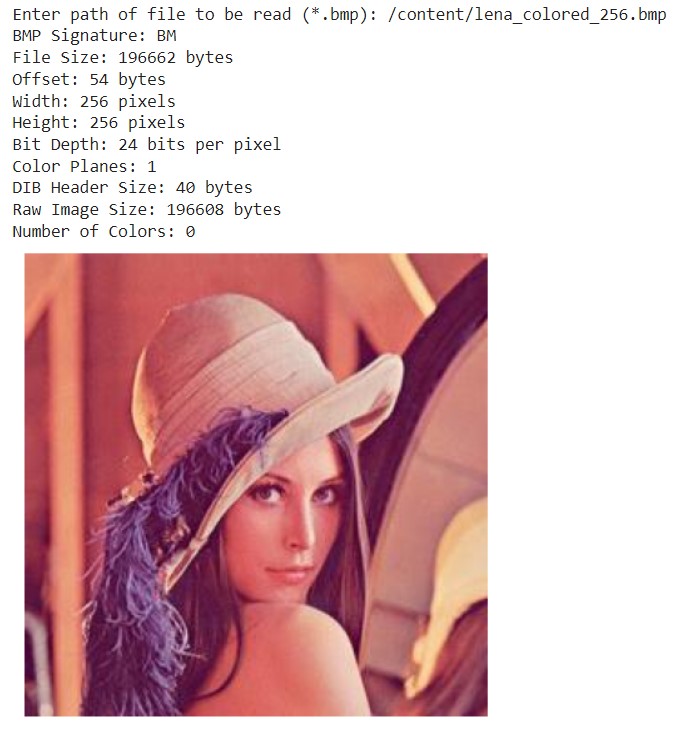 Enter path of file to be read (*.bmp): /content/lena_colored_256.bmp
BMP Signature: BM
File Size: 196662 bytes
Offset: 54 bytes
Width: 256 pixels
Height: 256 pixels
Bit Depth: 24 bits per pixel
Color Planes: 1
DIB Header Size: 40 bytes
Raw Image Size: 196608 bytes
Number of Colors: 0